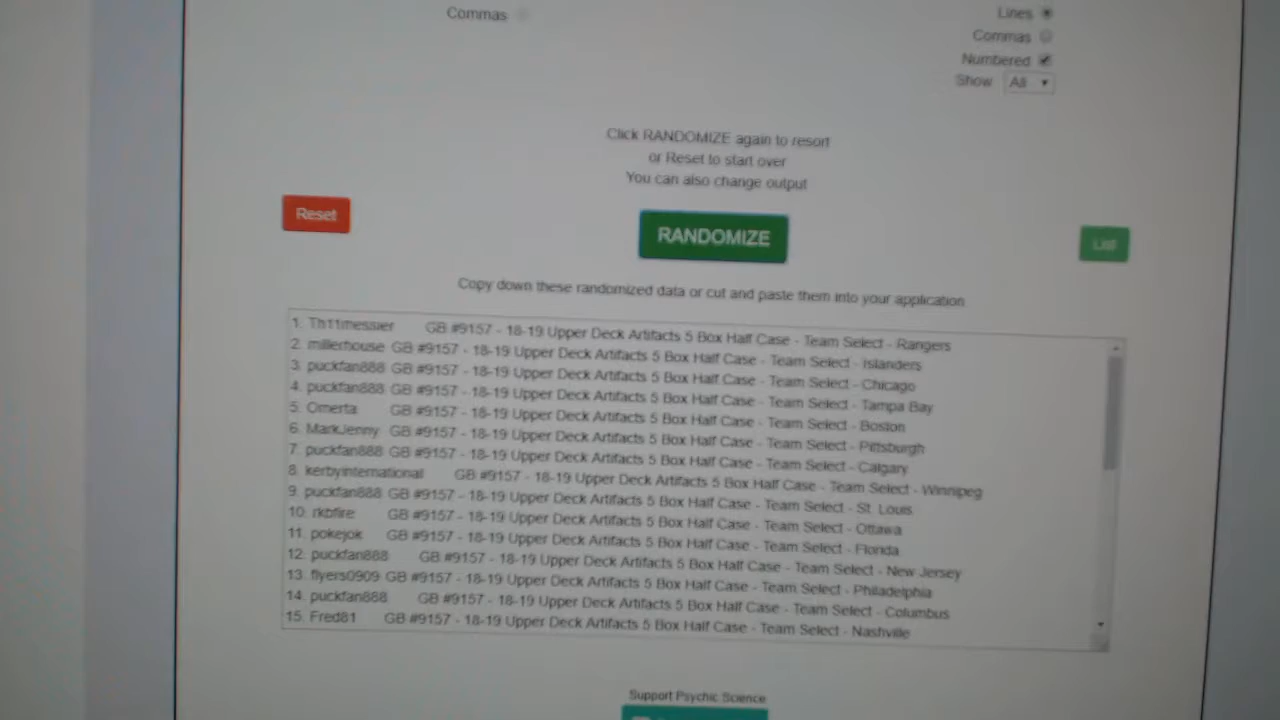 Commas
Lines
Commas
Numbered
Show All
Click RANDOMIZE again to resort
or Reset to start over
You can also change output
Reset
RANDOMIZE
List
Copy down these randomized data or cut and paste them into your application
1. Th11messier GB #9157 - 18-19 Upper Deck Artifacts 5 Box Half Case - Team Select - Rangers
2. millerhouse GB #9157 - 18-19 Upper Deck Artifacts 5 Box Half Case - Team Select - Islanders
3. puckfan888 GB #9157 - 18-19 Upper Deck Artifacts 5 Box Half Case - Team Select - Chicago
4. puckfan888 GB #9157 - 18-19 Upper Deck Artifacts 5 Box Half Case - Team Select - Tampa Bay
5. Omerta GB #9157 - 18-19 Upper Deck Artifacts 5 Box Half Case - Team Select - Boston
6. MarkJenny GB #9157 - 18-19 Upper Deck Artifacts 5 Box Half Case - Team Select - Pittsburgh
7. puckfan888 GB #9157 - 18-19 Upper Deck Artifacts 5 Box Half Case - Team Select - Calgary
8. kerbyinternational GB #9157 - 18-19 Upper Deck Artifacts 5 Box Half Case - Team Select - Winnipeg
9. puckfan888 GB #9157 - 18-19 Upper Deck Artifacts 5 Box Half Case - Team Select - St. Louis
10. rkbfire GB #9157 - 18-19 Upper Deck Artifacts 5 Box Half Case - Team Select - Ottawa
11. pokejok GB #9157 - 18-19 Upper Deck Artifacts 5 Box Half Case - Team Select - Florida
12. puckfan888 GB #9157 - 18-19 Upper Deck Artifacts 5 Box Half Case - Team Select - New Jersey
13. flyers0909 GB #9157 - 18-19 Upper Deck Artifacts 5 Box Half Case - Team Select - Philadelphia
14. puckfan888 GB #9157 - 18-19 Upper Deck Artifacts 5 Box Half Case - Team Select - Columbus
15. Fred81 GB #9157 - 18-19 Upper Deck Artifacts 5 Box Half Case - Team Select - Nashville
Support Psychic Science